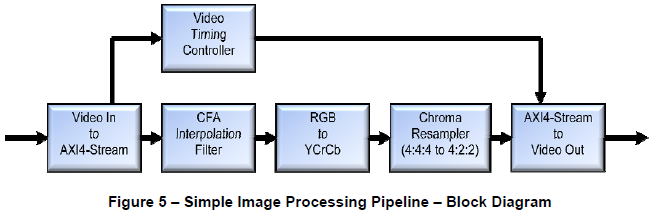 Video
Timing
Controller
Video In
to
AXI4-Stream
CFA
Interpolation
Filter
RGB
to
YCrCb
Chroma
Resampler
(4:4:4 to 4:2:2)
AXI4-Stream
to
Video Out
Figure 5 – Simple Image Processing Pipeline – Block Diagram